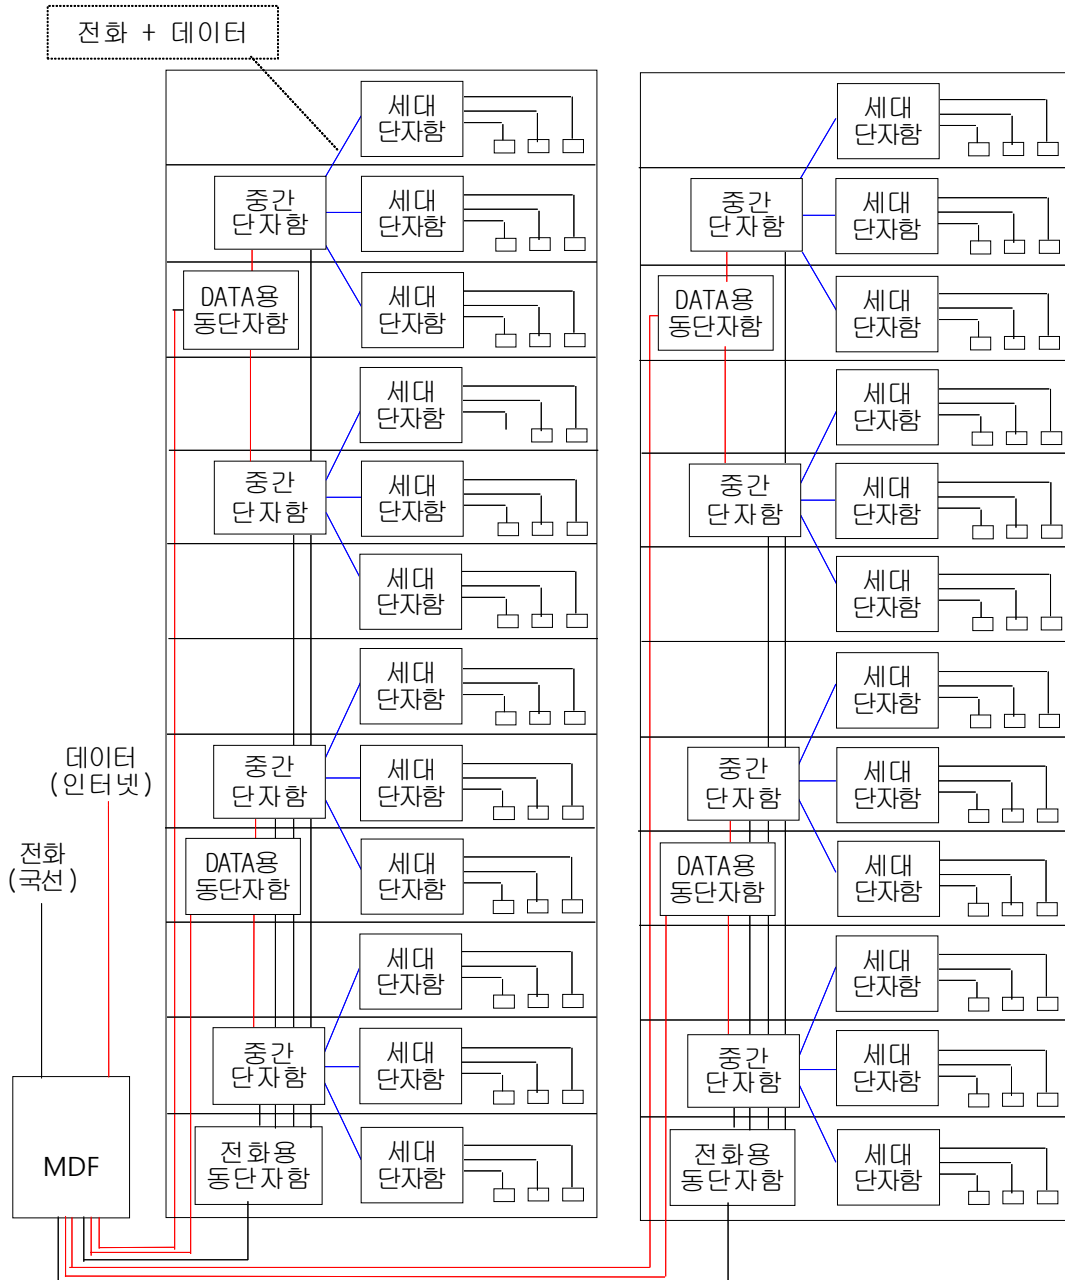 전화 + 데이터
세대
단자함
중간
단자함
세대
단자함
DATA용
동단자함
세대
단자함
세대
단자함
중간
단자함
세대
단자함
세대
단자함
세대
단자함
중간
단자함
세대
단자함
DATA용
동단자함
세대
단자함
세대
단자함
중간
단자함
세대
단자함
전화용
동단자함
세대
단자함
세대
단자함
중간
단자함
세대
단자함
DATA용
동단자함
세대
단자함
세대
단자함
중간
단자함
세대
단자함
세대
단자함
세대
단자함
중간
단자함
세대
단자함
DATA용
동단자함
세대
단자함
세대
단자함
중간
단자함
세대
단자함
전화용
동단자함
세대
단자함
데이터
(인터넷)
전화
(국선)
MDF